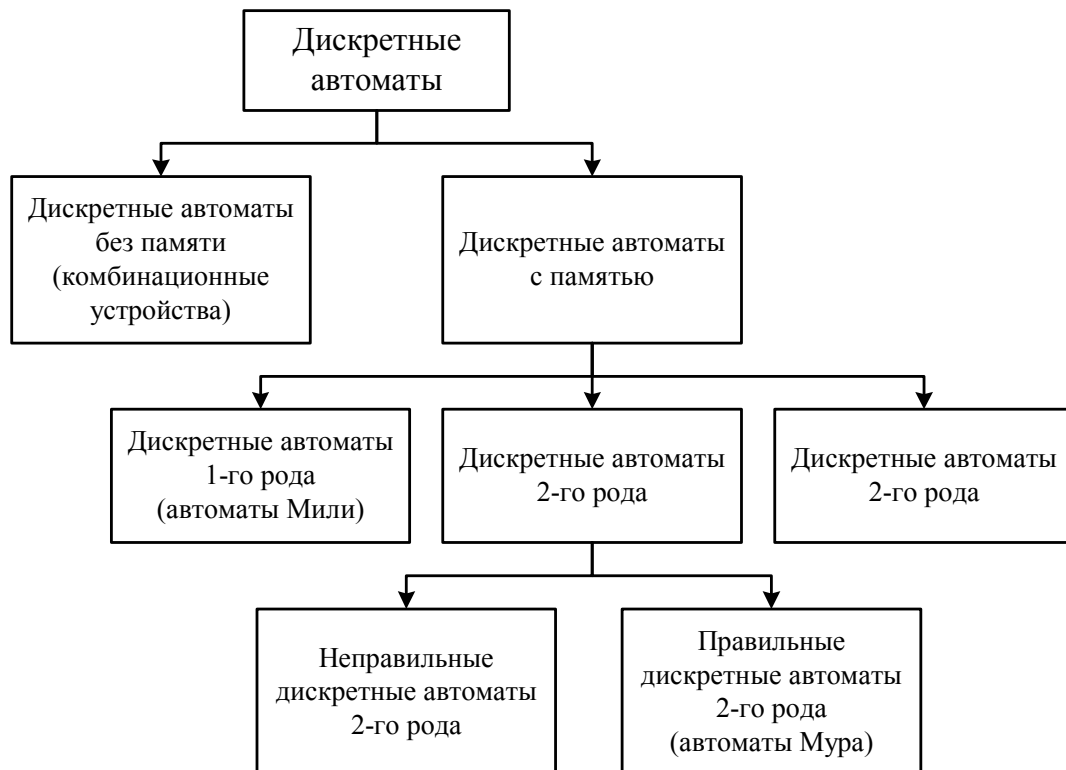 Дискретные
автоматы
Дискретные автоматы
без памяти
(комбинационные
устройства)
Дискретные автоматы
с памятью
Дискретные автоматы
1-го рода
(автоматы Мили)
Дискретные автоматы
2-го рода
Дискретные автоматы
2-го рода
Неправильные
дискретные автоматы
2-го рода
Правильные
дискретные автоматы
2-го рода
(автоматы Мура)